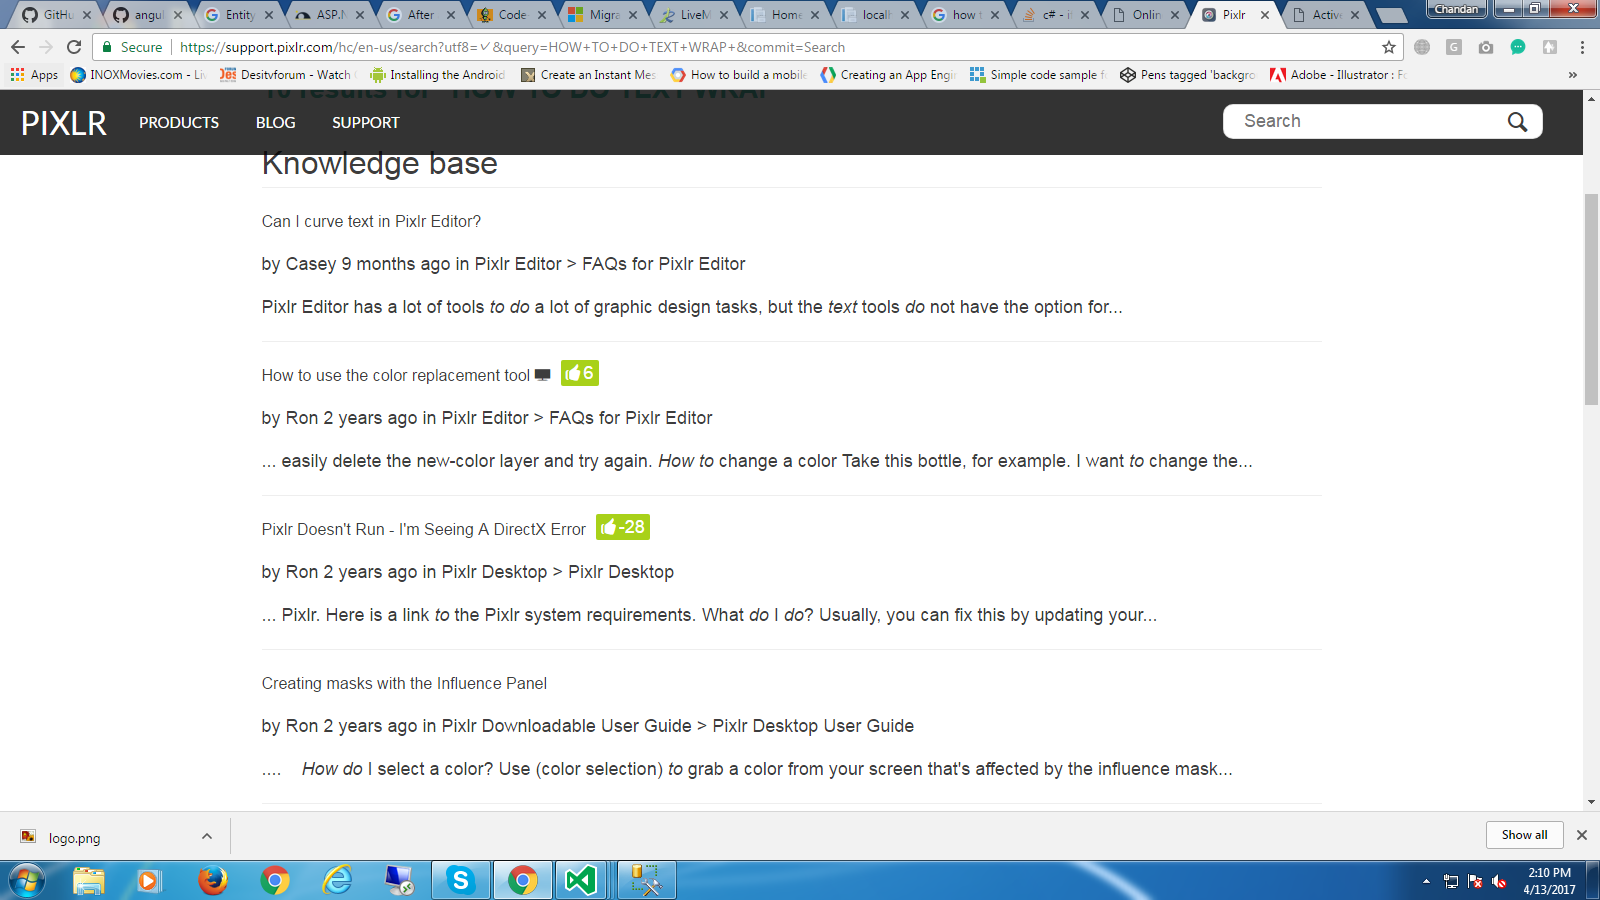 GitHu
angul
Entity
ASP.N
After
Code
Migra
LiveM
Home
localh
how t
c# - i
Onlin
Pixlr
Active
Chandan
Secure
https://support.pixlr.com/hc/en-us/search?utf8=✓&query=HOW+TO+DO+TEXT+WRAP+&commit=Search
Apps
INOXMovies.com - Li
Desitvforum - Watch
Installing the Android
Create an Instant Mes
How to build a mobile
Creating an App Engi
Simple code sample f
Pens tagged 'backgro
Adobe - Illustrator : Fo
»
10 results for "HOW TO DO TEXT WRAP "
PIXLR
PRODUCTS
BLOG
SUPPORT
Search
Knowledge base
Can I curve text in Pixlr Editor?
by Casey 9 months ago in Pixlr Editor > FAQs for Pixlr Editor
Pixlr Editor has a lot of tools to do a lot of graphic design tasks, but the text tools do not have the option for...
How to use the color replacement tool 6
by Ron 2 years ago in Pixlr Editor > FAQs for Pixlr Editor
... easily delete the new-color layer and try again. How to change a color Take this bottle, for example. I want to change the...
Pixlr Doesn't Run - I'm Seeing A DirectX Error -28
by Ron 2 years ago in Pixlr Desktop > Pixlr Desktop
... Pixlr. Here is a link to the Pixlr system requirements. What do I do? Usually, you can fix this by updating your...
Creating masks with the Influence Panel
by Ron 2 years ago in Pixlr Downloadable User Guide > Pixlr Desktop User Guide
.... How do I select a color? Use (color selection) to grab a color from your screen that's affected by the influence mask...
logo.png
Show all
2:10 PM
4/13/2017